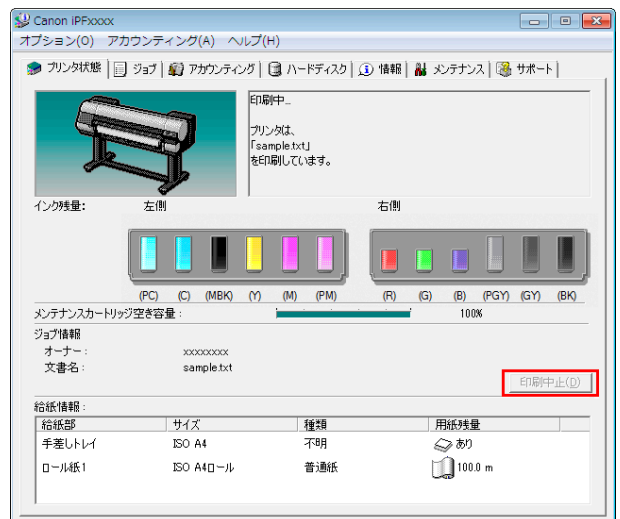 Canon iPFxxxx
オプション(O) アカウンティング(A) ヘルプ(H)
プリンタ状態 ジョブ アカウンティング ハードディスク 情報 メンテナンス サポート
印刷中_
プリンタは、
「sample.txt」
を印刷しています。
インク残量: 左側 右側
(PC) (C) (MBK) (Y) (M) (PM) (R) (G) (B) (PGY) (GY) (BK)
メンテナンスカートリッジ空き容量: 100%
ジョブ情報
オーナー: xxxxxxxx
文書名: sample.txt
印刷中止(D)
給紙情報:
給紙部 サイズ 種類 用紙残量
手差しトレイ ISO A4 不明 あり
ロール紙1 ISO A4ロール 普通紙 100.0 m